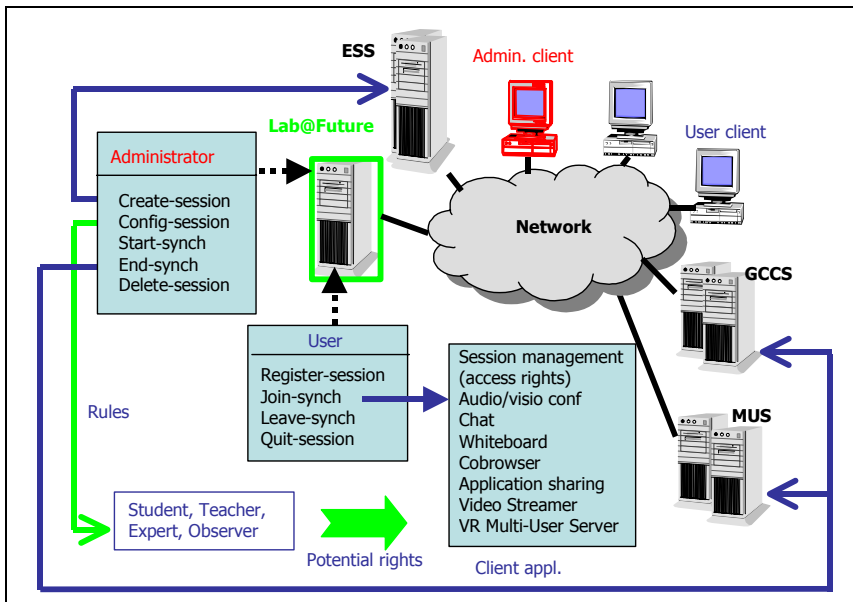 ESS
Admin. client
User client
Lab@Future
Administrator
Create-session
Config-session
Start-synch
End-synch
Delete-session
Network
GCCS
MUS
User
Register-session
Join-synch
Leave-synch
Quit-session
Session management
(access rights)
Audio/visio conf
Chat
Whiteboard
Cobrowser
Application sharing
Video Streamer
VR Multi-User Server
Rules
Student, Teacher,
Expert, Observer
Potential rights
Client appl.